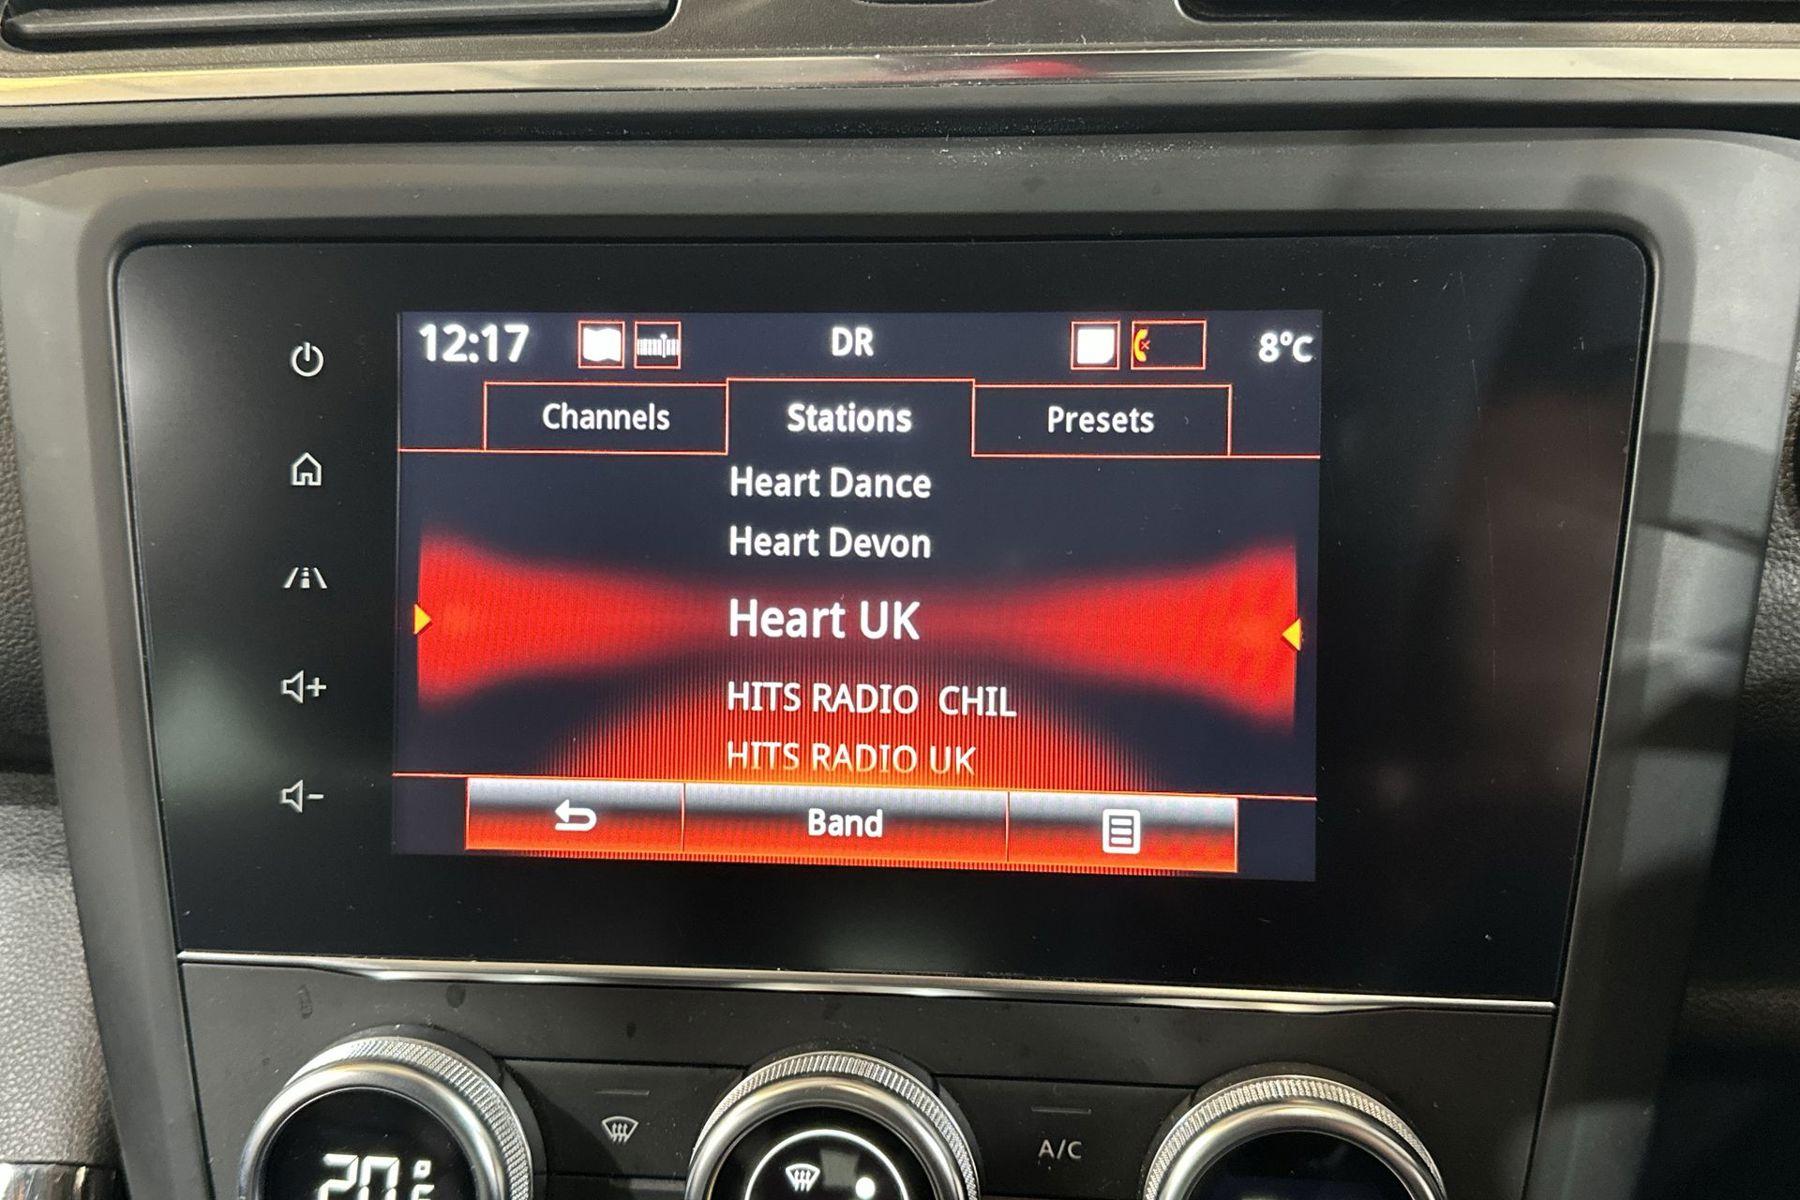 12:17 DR 8°C
Channels Stations Presets
Heart Dance
Heart Devon
Heart UK
HITS RADIO CHIL
HITS RADIO UK
Band
A/C